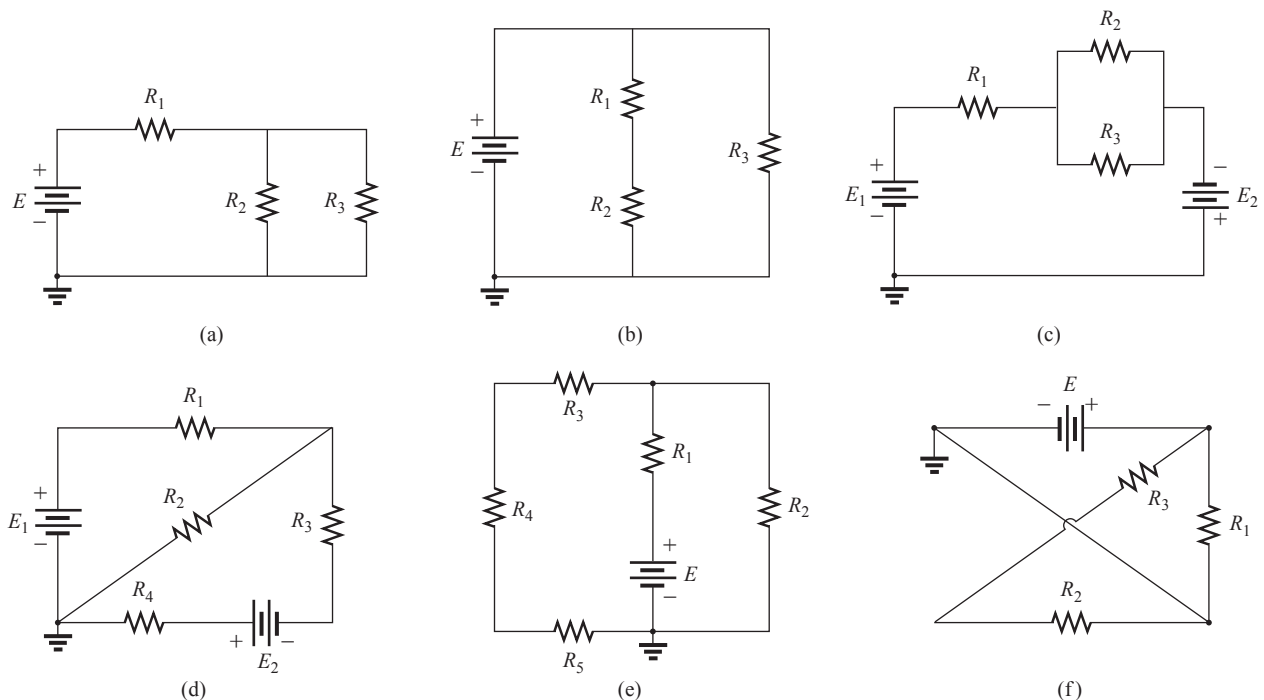 R1
+
E
−
R2
R3
(a)
+
E
−
R1
R2
R3
(b)
R2
R1
R3
+
E1
−
−
E2
+
(c)
R1
+
E1
−
R2
R3
R4
+
−
E2
(d)
R3
R1
R4
R2
+
E
−
R5
(e)
E
−
+
R3
R1
R2
(f)